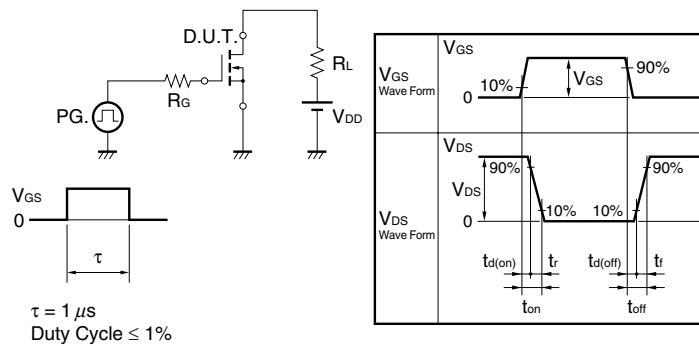 D.U.T.
RL
RG
PG.
VDD
VGS
0
τ
τ = 1 μs
Duty Cycle ≤ 1%
VGS
Wave Form
VGS
10%
VGS
90%
0
VDS
Wave Form
VDS
90%
VDS
10%
10%
90%
0
td(on)
tr
td(off)
tf
ton
toff